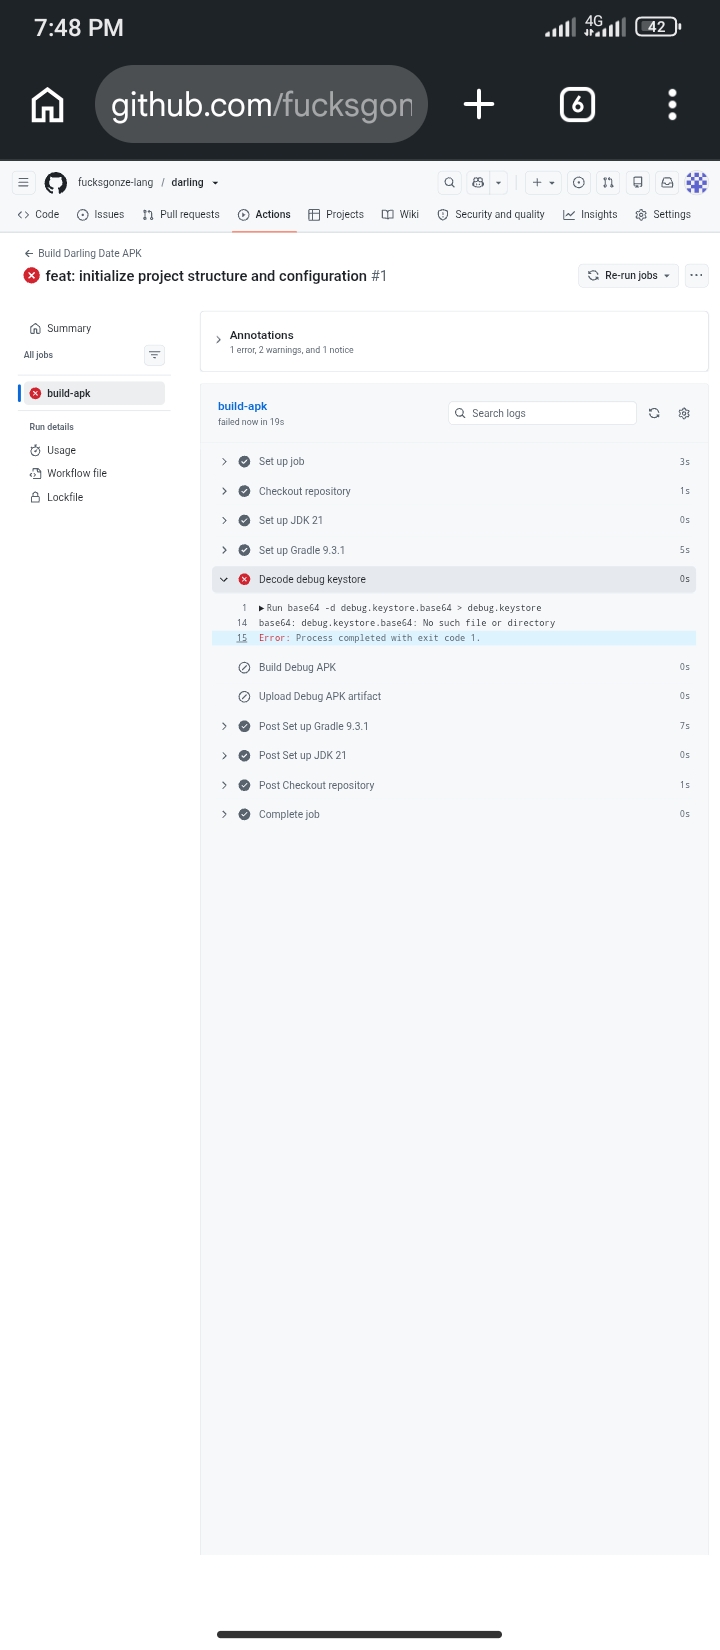 7:48 PM
4G
42
github.com/fucksgon
6
fucksgonze-lang / darling
Code
Issues
Pull requests
Actions
Projects
Wiki
Security and quality
Insights
Settings
← Build Darling Date APK
feat: initialize project structure and configuration #1
Re-run jobs
Summary
All jobs
build-apk
Run details
Usage
Workflow file
Lockfile
Annotations
1 error, 2 warnings, and 1 notice
build-apk
failed now in 19s
Search logs
Set up job 3s
Checkout repository 1s
Set up JDK 21 0s
Set up Gradle 9.3.1 5s
Decode debug keystore 0s
1 ▶Run base64 -d debug.keystore.base64 > debug.keystore
14 base64: debug.keystore.base64: No such file or directory
15 Error: Process completed with exit code 1.
Build Debug APK 0s
Upload Debug APK artifact 0s
Post Set up Gradle 9.3.1 7s
Post Set up JDK 21 0s
Post Checkout repository 1s
Complete job 0s